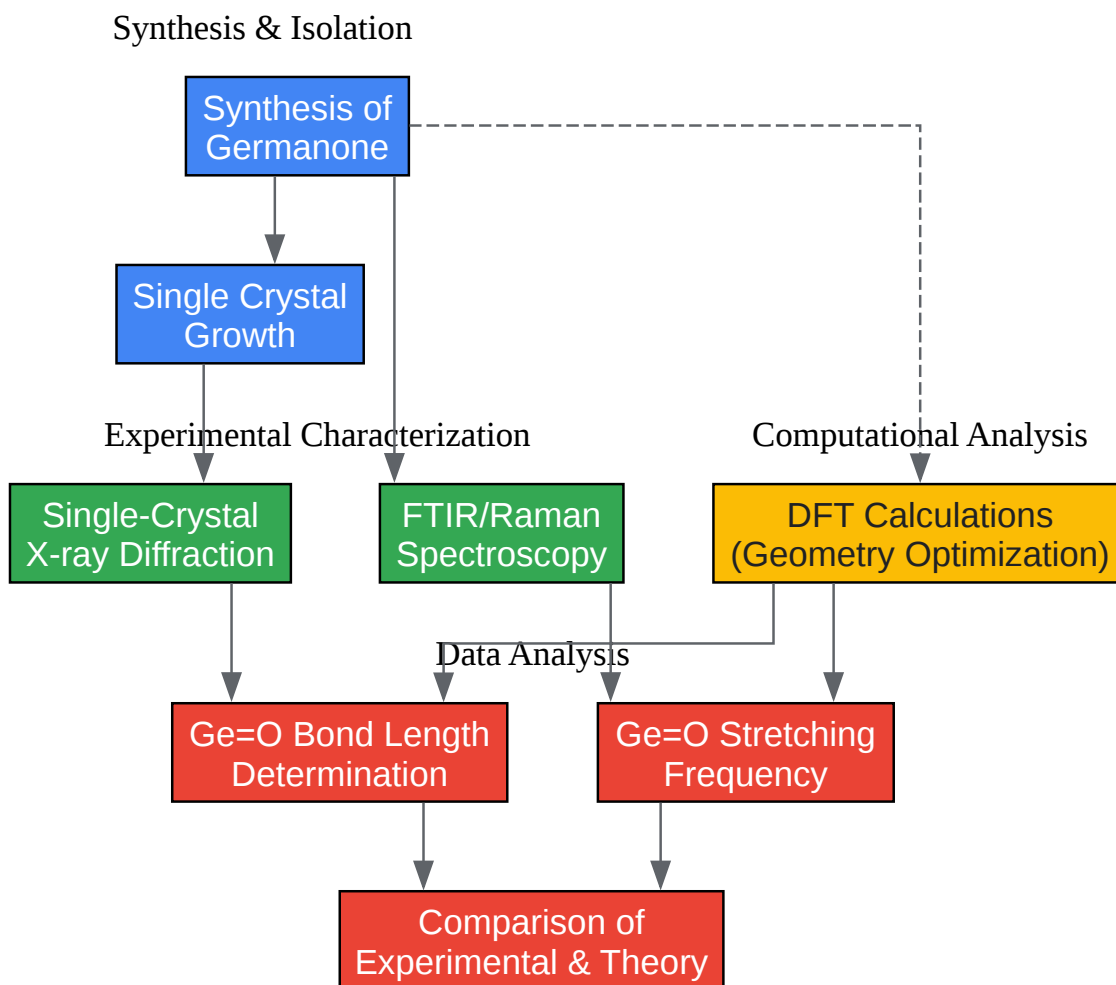 Synthesis & Isolation
Synthesis of
Germanone
Single Crystal
Growth
Experimental Characterization
Computational Analysis
Single-Crystal
X-ray Diffraction
FTIR/Raman
Spectroscopy
DFT Calculations
(Geometry Optimization)
Data Analysis
Ge=O Bond Length
Determination
Ge=O Stretching
Frequency
Comparison of
Experimental & Theory